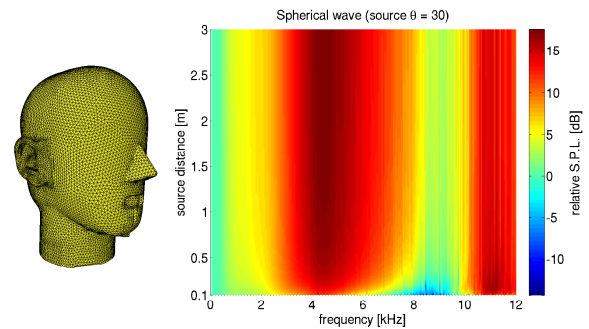 Spherical wave (source θ = 30)
3
2.5
2
1.5
1
0.5
0.1
source distance [m]
0 2 4 6 8 10 12
frequency [kHz]
15
10
5
0
-5
-10
relative S.P.L. [dB]